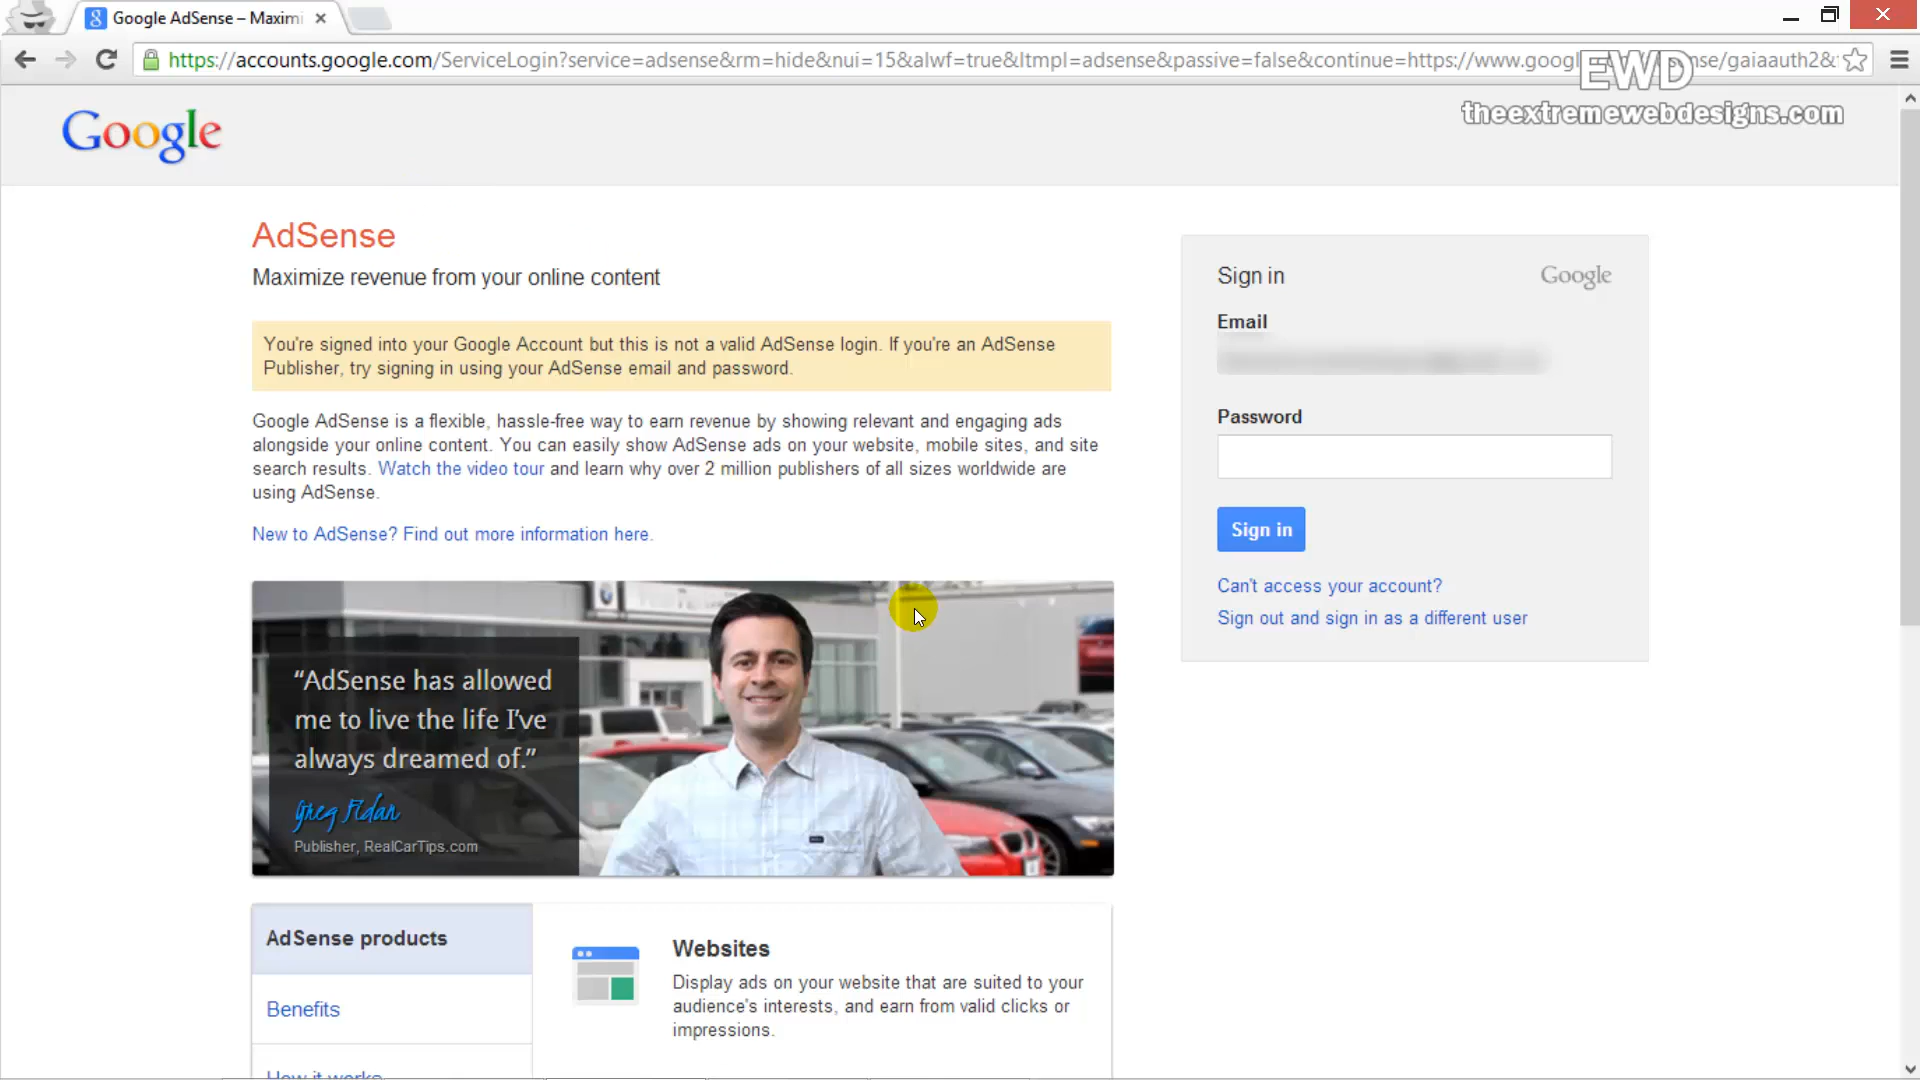 Google AdSense – Maximi
https://accounts.google.com/ServiceLogin?service=adsense&rm=hide&nui=15&alwf=true&ltmpl=adsense&passive=false&continue=https://www.googl nse/gaiaauth2&
EWD
theextremewebdesigns.com
Google
AdSense
Maximize revenue from your online content
You're signed into your Google Account but this is not a valid AdSense login. If you're an AdSense
Publisher, try signing in using your AdSense email and password.
Google AdSense is a flexible, hassle-free way to earn revenue by showing relevant and engaging ads
alongside your online content. You can easily show AdSense ads on your website, mobile sites, and site
search results. Watch the video tour and learn why over 2 million publishers of all sizes worldwide are
using AdSense.
New to AdSense? Find out more information here.
“AdSense has allowed
me to live the life I’ve
always dreamed of.”
Publisher, RealCarTips.com
AdSense products
Benefits
How it works
Websites
Display ads on your website that are suited to your
audience's interests, and earn from valid clicks or
impressions.
Sign in Google
Email
Password
Sign in
Can't access your account?
Sign out and sign in as a different user